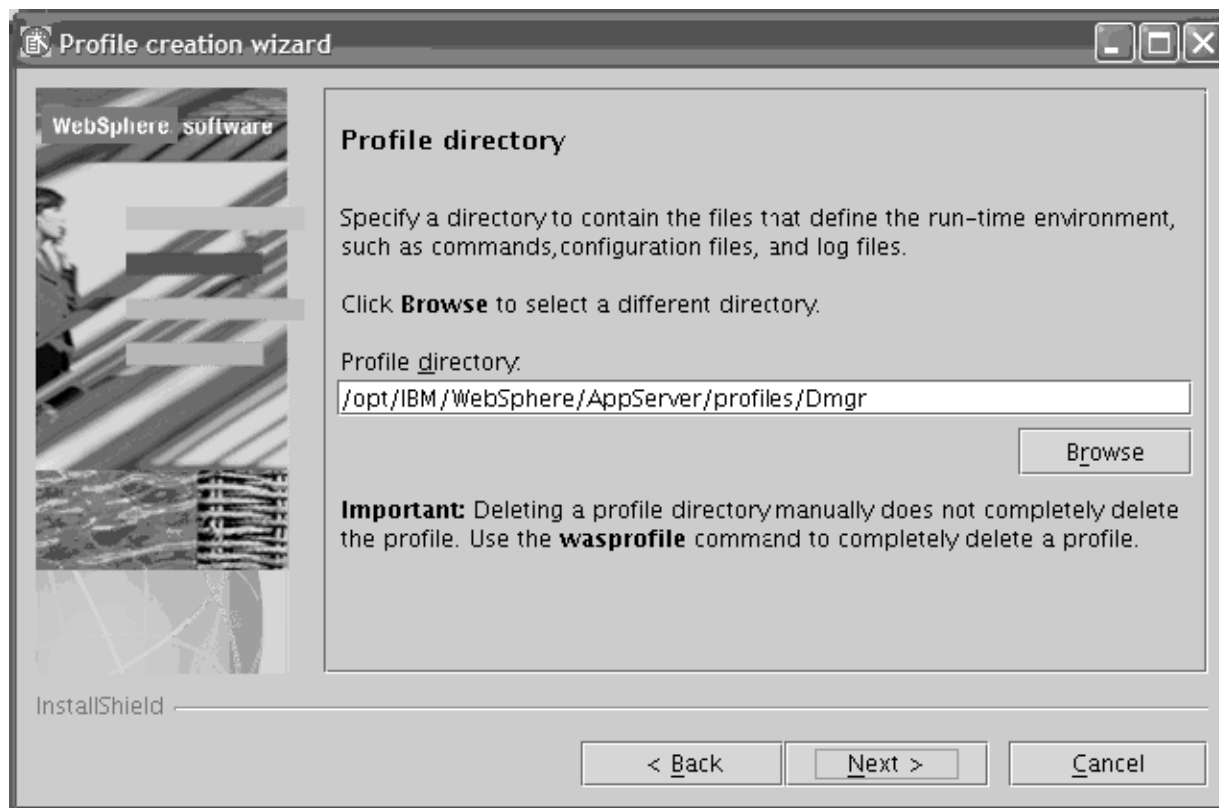 Profile creation wizard
WebSphere software
Profile directory
Specify a directory to contain the files that define the run-time environment,
such as commands,configuration files, and log files.
Click Browse to select a different directory.
Profile directory:
/opt/IBM/WebSphere/AppServer/profiles/Dmgr
Browse
Important: Deleting a profile directory manually does not completely delete
the profile. Use the wasprofile command to completely delete a profile.
InstallShield
< Back
Next >
Cancel